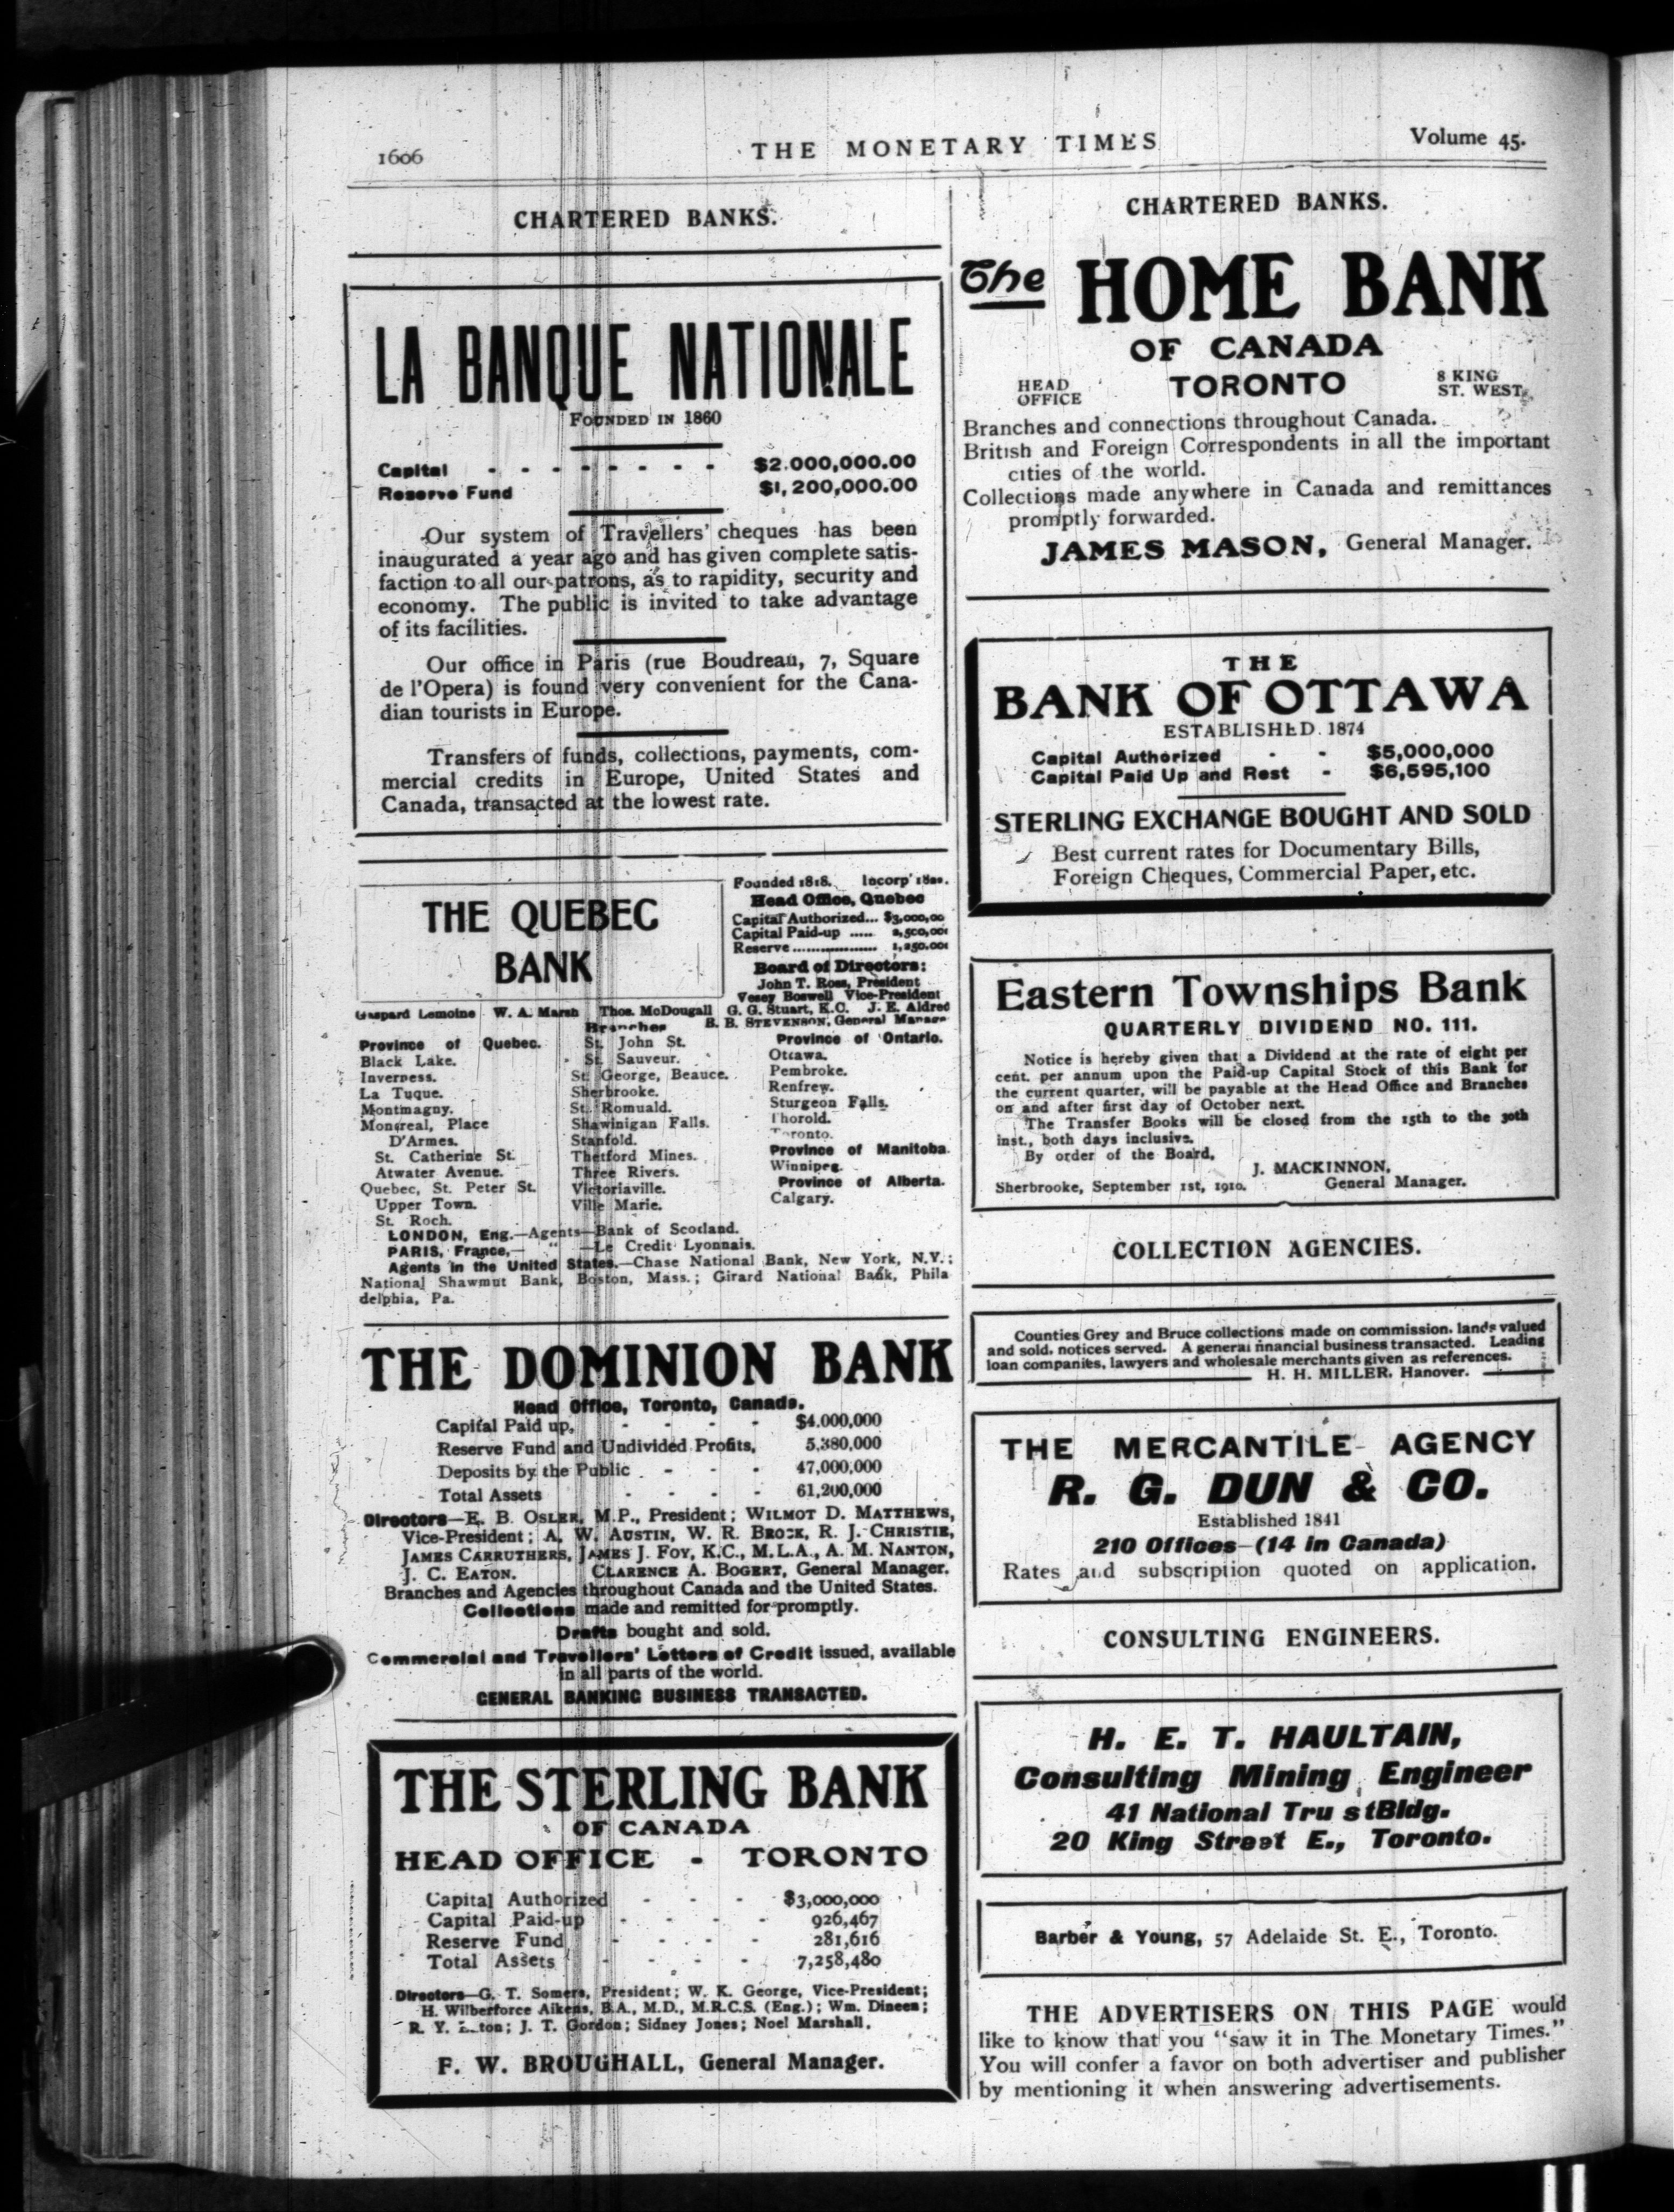 1606
THE MONETARY TIMES
Volume 45.
CHARTERED BANKS.
LA BANQUE NATIONALE
FOUNDED IN 1860
Capital - - - - - - - - $2.000,000.00
Reserve Fund $1,200,000.00
Our system of Travellers' cheques has been
inaugurated a year ago and has given complete satis-
faction to all our patrons, as to rapidity, security and
economy. The public is invited to take advantage
of its facilities.
Our office in Paris (rue Boudreau, 7, Square
de l'Opera) is found very convenient for the Cana-
dian tourists in Europe.
Transfers of funds, collections, payments, com-
mercial credits in Europe, United States and
Canada, transacted at the lowest rate.
THE QUEBEC
BANK
Founded 1818. Incorp'
Head Office, Quebec
Capital Authorized... $3,000,00
Capital Paid-up .....
Reserve ..................
Board of Directors:
John T. Ross, President
Vesey Boswell Vice-President
Gaspard Lemoine W. A. Marsh Thos. McDougall G. G. Stuart, K.C. J. E. Aldred
Branches B. B. STEVENSON, General Manage
Province of Quebec.
Black Lake.
Inverness.
La Tuque.
Montmagny.
Montreal, Place
D'Armes.
St. Catherine St.
Atwater Avenue.
Quebec, St. Peter St.
Upper Town.
St. Roch.
St. John St.
St. Sauveur.
St. George, Beauce.
Sherbrooke.
St. Romuald.
Shawinigan Falls.
Stanfold.
Thetford Mines.
Three Rivers.
Victoriaville.
Ville Marie.
Province of Ontario.
Ottawa.
Pembroke.
Renfrew.
Sturgeon Falls.
Thorold.
Toronto.
Province of Manitoba.
Winnipeg.
Province of Alberta.
Calgary.
LONDON, Eng.—Agents—Bank of Scotland.
PARIS, France,— " —Le Credit Lyonnais.
Agents in the United States.—Chase National Bank, New York, N.Y.;
National Shawmut Bank, Boston, Mass.; Girard National Bank, Phila
delphia, Pa.
THE DOMINION BANK
Head Office, Toronto, Canada.
Capital Paid up, - - - - $4,000,000
Reserve Fund and Undivided Profits, 5,380,000
Deposits by the Public - - - 47,000,000
Total Assets - - - - 61,200,000
Directors—E. B. OSLER, M.P., President; WILMOT D. MATTHEWS,
Vice-President; A. W. AUSTIN, W. R. BROCK, R. J. CHRISTIE,
JAMES CARRUTHERS, JAMES J. FOY, K.C., M.L.A., A. M. NANTON,
J. C. EATON. CLARENCE A. BOGERT, General Manager.
Branches and Agencies throughout Canada and the United States.
Collections made and remitted for promptly.
Drafts bought and sold.
Commercial and Travellers' Letters of Credit issued, available
in all parts of the world.
GENERAL BANKING BUSINESS TRANSACTED.
THE STERLING BANK
OF CANADA
HEAD OFFICE - TORONTO
Capital Authorized - - - $3,000,000
Capital Paid-up - - - - 926,467
Reserve Fund - - - - 281,616
Total Assets - - - - 7,258,480
Directors—G. T. Somers, President; W. K. George, Vice-President;
H. Wilberforce Aikens, B.A., M.D., M.R.C.S. (Eng.); Wm. Dineen;
R. Y. J. T. Gordon; Sidney Jones; Noel Marshall.
F. W. BROUGHALL, General Manager.
CHARTERED BANKS.
The HOME BANK
OF CANADA
HEAD
OFFICE
TORONTO
8 KING
ST. WEST
Branches and connections throughout Canada.
British and Foreign Correspondents in all the important
cities of the world.
Collections made anywhere in Canada and remittances
promptly forwarded.
JAMES MASON, General Manager.
THE
BANK OF OTTAWA
ESTABLISHED 1874
Capital Authorized - - $5,000,000
Capital Paid Up and Rest - $6,595,100
STERLING EXCHANGE BOUGHT AND SOLD
Best current rates for Documentary Bills,
Foreign Cheques, Commercial Paper, etc.
Eastern Townships Bank
QUARTERLY DIVIDEND NO. 111.
Notice is hereby given that a Dividend at the rate of eight per
cent. per annum upon the Paid-up Capital Stock of this Bank for
the current quarter, will be payable at the Head Office and Branches
on and after first day of October next.
The Transfer Books will be closed from the 15th to the 30th
inst., both days inclusive.
By order of the Board,
J. MACKINNON,
Sherbrooke, September 1st, 1910. General Manager.
COLLECTION AGENCIES.
Counties Grey and Bruce collections made on commission, lands valued
and sold, notices served. A general financial business transacted. Leading
loan companies, lawyers and wholesale merchants given as references.
H. H. MILLER, Hanover.
THE MERCANTILE AGENCY
R. G. DUN & CO.
Established 1841
210 Offices—(14 in Canada)
Rates and subscription quoted on application.
CONSULTING ENGINEERS.
H. E. T. HAULTAIN,
Consulting Mining Engineer
41 National Tru stBldg.
20 King Street E., Toronto.
Barber & Young, 57 Adelaide St. E., Toronto.
THE ADVERTISERS ON THIS PAGE would
like to know that you "saw it in The Monetary Times."
You will confer a favor on both advertiser and publisher
by mentioning it when answering advertisements.